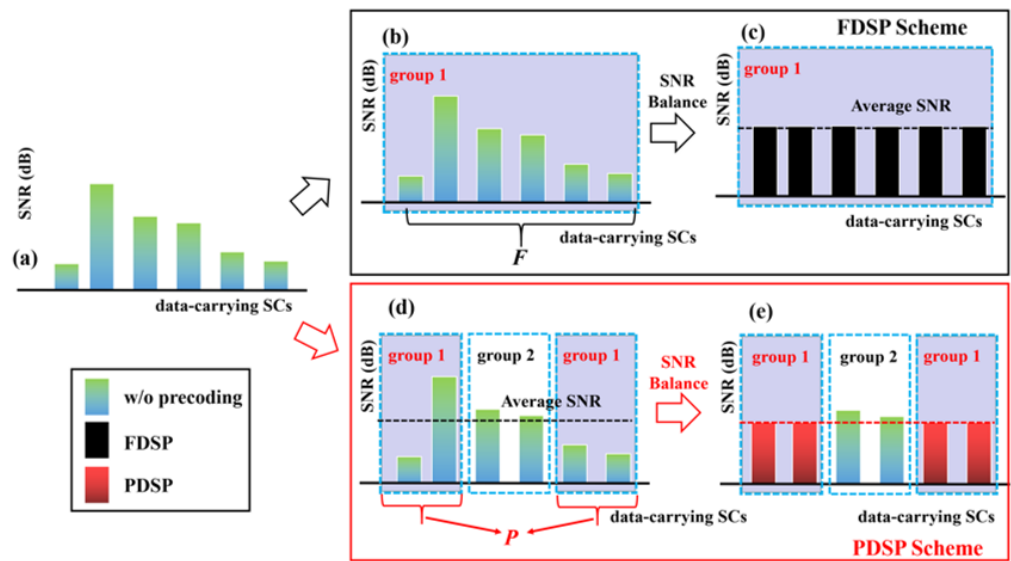 (a)
SNR (dB)
data-carrying SCs
w/o precoding
FDSP
PDSP
(b)
SNR (dB)
group 1
data-carrying SCs
F
SNR
Balance
(c)
FDSP Scheme
SNR (dB)
group 1
Average SNR
data-carrying SCs
(d)
SNR (dB)
group 1
group 2
group 1
Average SNR
data-carrying SCs
P
SNR
Balance
(e)
SNR (dB)
group 1
group 2
group 1
data-carrying SCs
PDSP Scheme